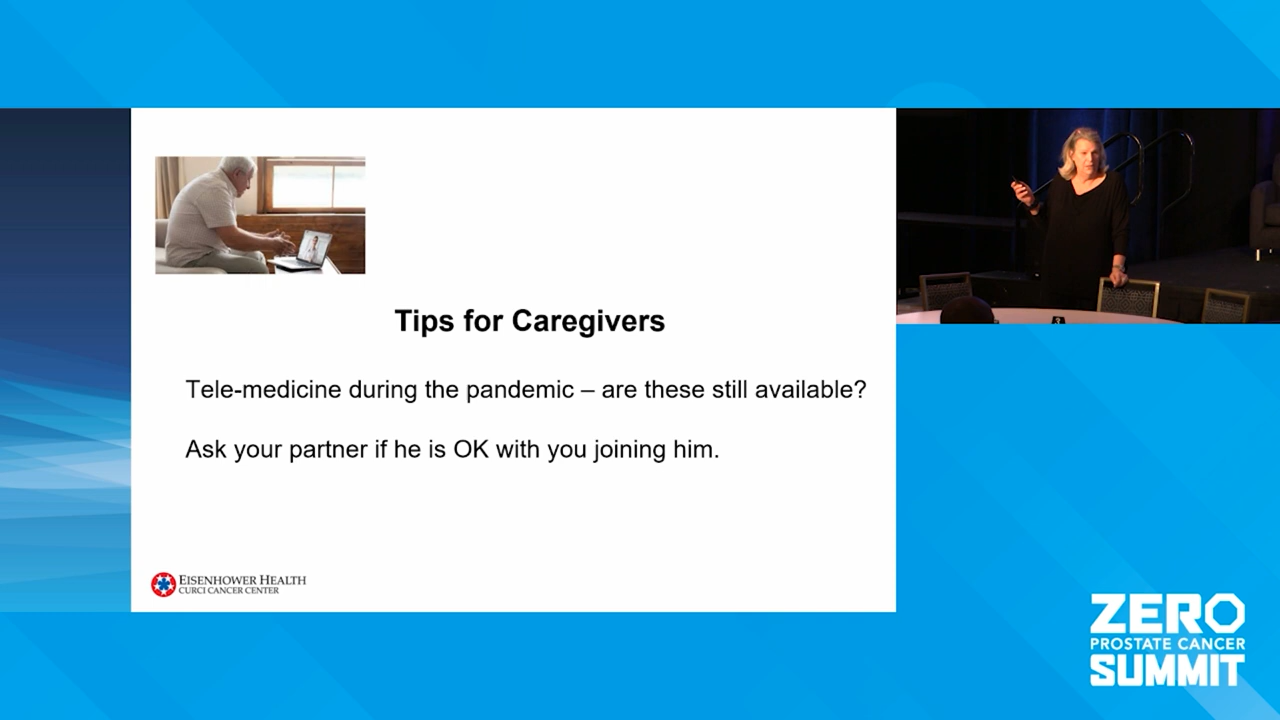 Tips for Caregivers
Tele-medicine during the pandemic – are these still available?
Ask your partner if he is OK with you joining him.
EISENHOWER HEALTH
CURCI CANCER CENTER
ZERO
PROSTATE CANCER
SUMMIT